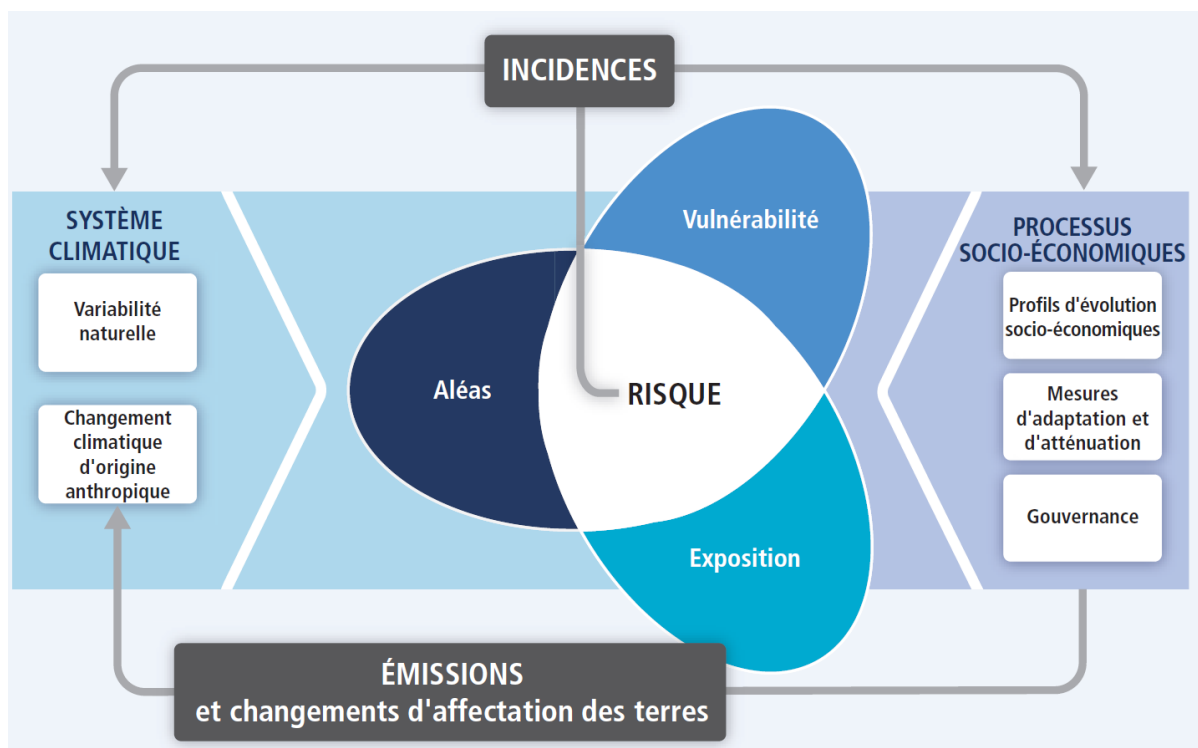 INCIDENCES
SYSTÈME
CLIMATIQUE
Variabilité
naturelle
Changement
climatique
d'origine
anthropique
Vulnérabilité
Aléas
RISQUE
Exposition
PROCESSUS
SOCIO-ÉCONOMIQUES
Profils d'évolution
socio-économiques
Mesures
d'adaptation et
d'atténuation
Gouvernance
ÉMISSIONS
et changements d'affectation des terres